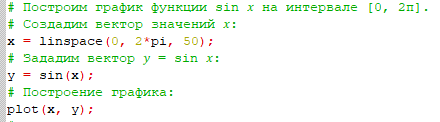 # Построим график функции sin x на интервале [0, 2π].
# Создадим вектор значений x:
x = linspace(0, 2*pi, 50);
# Зададим вектор y = sin x:
y = sin(x);
# Построение графика:
plot(x, y);